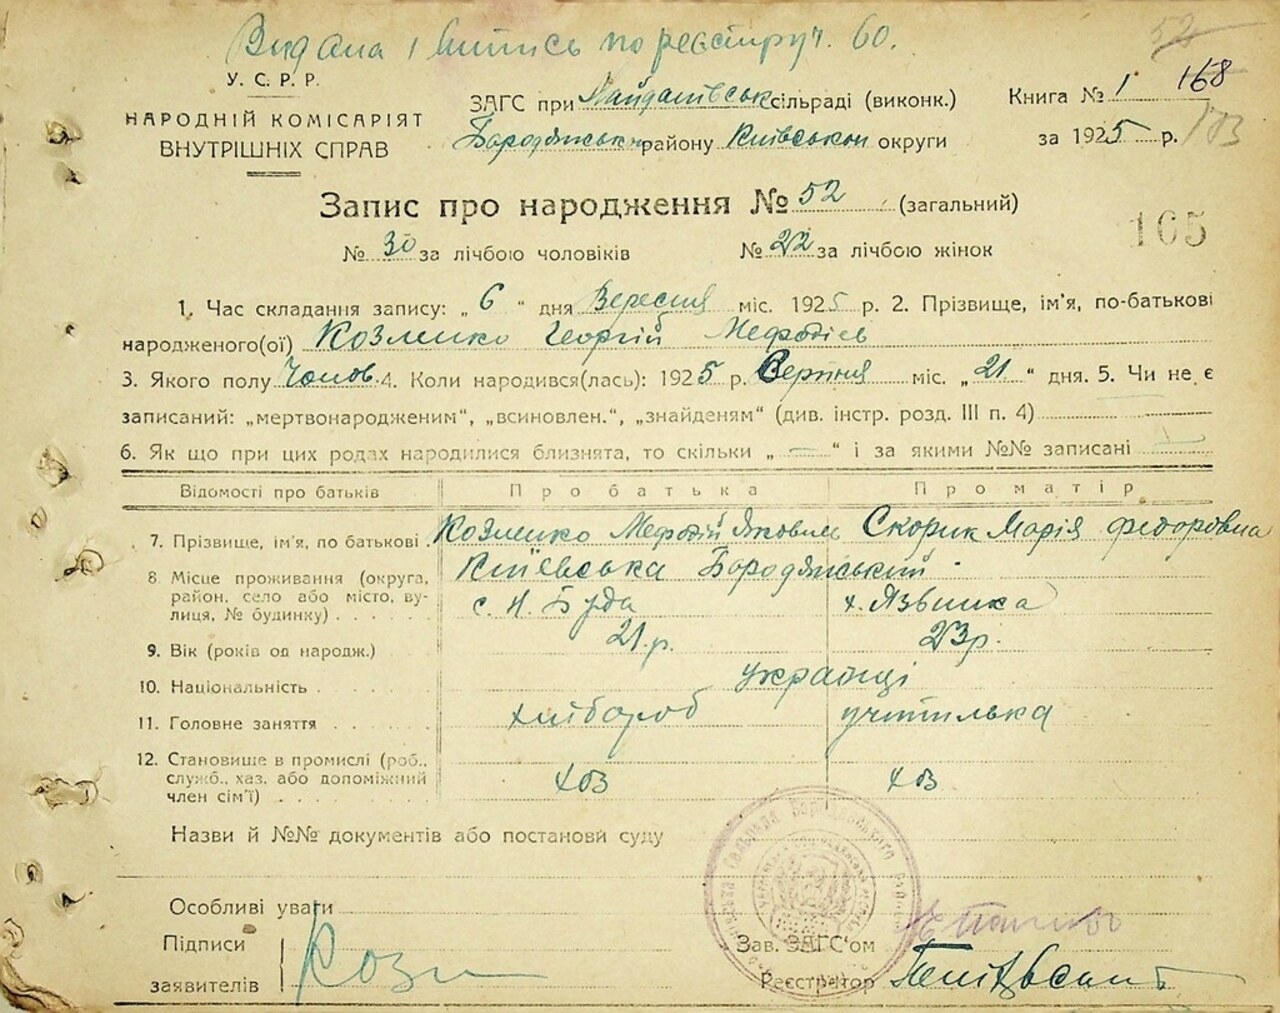 Видана 1 випись по реєстру ч. 60.
52
У. С. Р. Р.
НАРОДНІЙ КОМІСАРІЯТ
ВНУТРІШНІХ СПРАВ
ЗАГС при сільраді (виконк.)
Бородянськ району Київської округи
Книга № 1 168
за 1925 р. 103
Запис про народження № 52 (загальний)
165
№ 30 за лічбою чоловіків № 22 за лічбою жінок
1. Час складання запису: „ 6 “ дня Вересня міс. 1925 р. 2. Прізвище, ім'я, по-батькові
народженого(ої) Козленко Георгій Мефодієв
3. Якого полу Чолов. 4. Коли народився(лась): 1925 р. Серпня міс. „ 21 “ дня. 5. Чи не є
записаний: „мертвонародженим“, „всиновлен.“, „знайденям“ (див. інстр. розд. III п. 4)
6. Як що при цих родах народилися близнята, то скільки „ — “ і за якими №№ записані —
Відомості про батьків Про батька Про матір
7. Прізвище, ім'я, по батькові Козленко Мефодій Яковлев Скорик Марія Федоровна
8. Місце проживання (округа, район, село або місто, вулиця, № будинку) Київська Бородянський
с. Н. Буда х. Язвинка
9. Вік (років од народж.) 21 р. 23 р.
10. Національність українці
11. Головне заняття хлібороб учителька
12. Становище в промислі (роб., служб., хаз. або допоміжний член сім'ї) хоз хоз
Назви й №№ документів або постанови суду
Особливі уваги
Підписи
заявителів Коз
Зав. ЗАГС'ом
Реєстратор